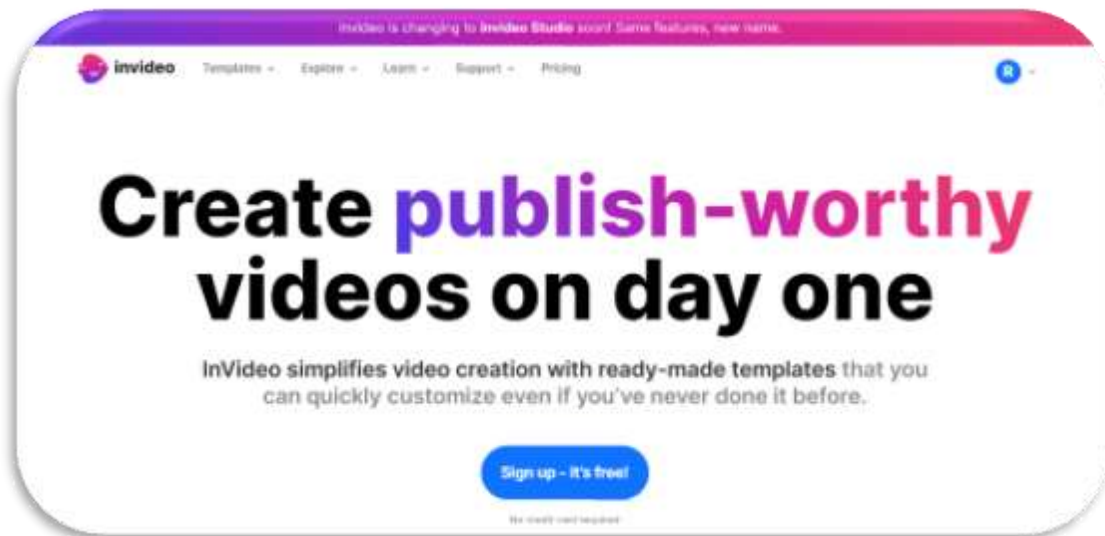 invideo is changing to Invideo Studio soon! Same features, new name.
invideo Templates Explore Learn Support Pricing R
Create publish-worthy
videos on day one
InVideo simplifies video creation with ready-made templates that you
can quickly customize even if you've never done it before.
Sign up - It's free!
No credit card required